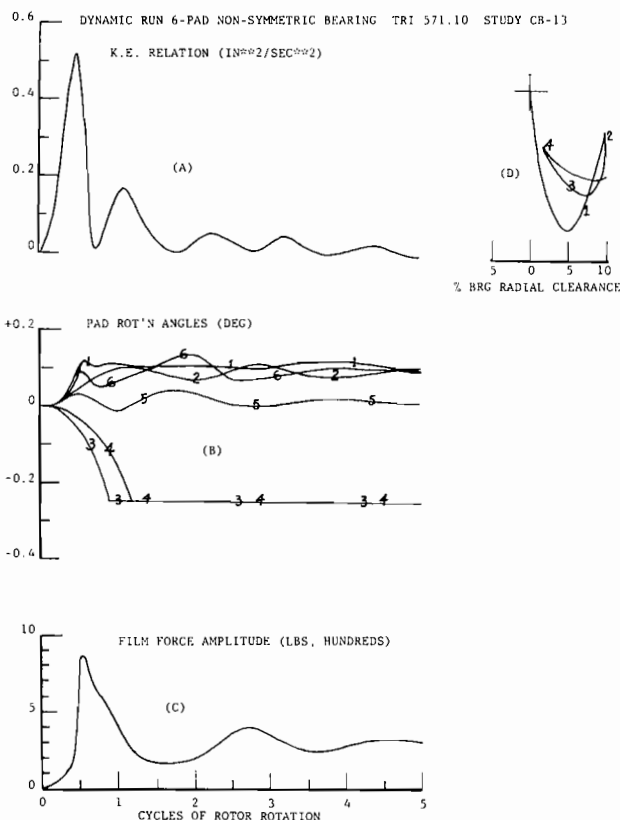 DYNAMIC RUN 6-PAD NON-SYMMETRIC BEARING TRI 571.10 STUDY CB-13
0.6
K.E. RELATION (IN**2/SEC**2)
0.4
(A)
0.2
0
4
2
(D)
3
1
5 0 5 10
% BRG RADIAL CLEARANCE
+0.2
PAD ROT'N ANGLES (DEG)
1 6 1 1
6 2 6 2
0
5 5 5
3 4
(B)
-0.2
3 4 3 4 3 4
-0.4
10
FILM FORCE AMPLITUDE (LBS, HUNDREDS)
5
(C)
0
0 1 2 3 4 5
CYCLES OF ROTOR ROTATION